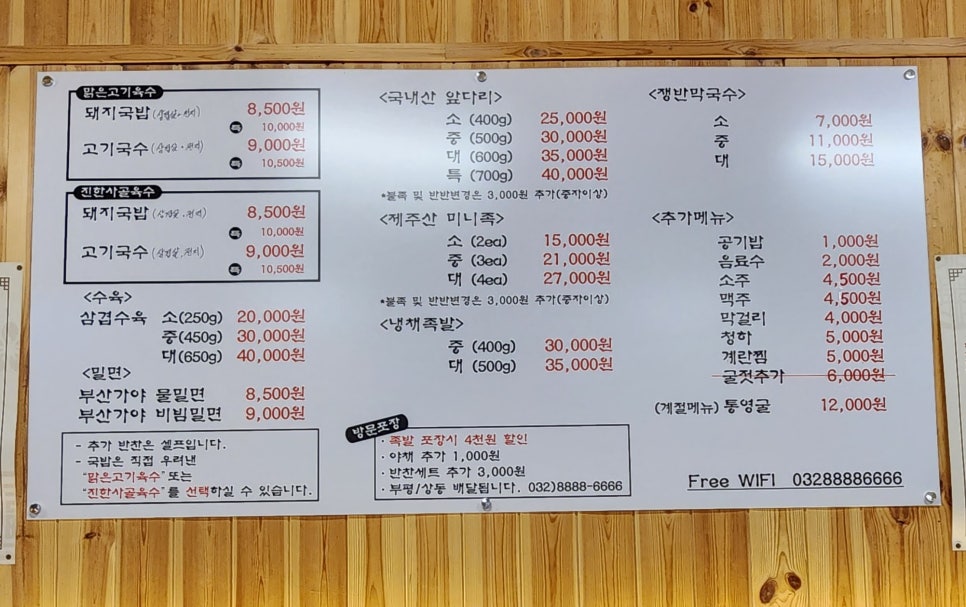 맑은고기육수
돼지국밥(삼겹살+전지) 8,500원
특 10,000원
고기국수(삼겹살+전지) 9,000원
특 10,500원
진한사골육수
돼지국밥(삼겹살+전지) 8,500원
특 10,000원
고기국수(삼겹살+전지) 9,000원
특 10,500원
<수육>
삼겹수육 소(250g) 20,000원
중(450g) 30,000원
대(650g) 40,000원
<밀면>
부산가야 물밀면 8,500원
부산가야 비빔밀면 9,000원
- 추가 반찬은 셀프입니다.
- 국밥은 직접 우려낸
"맑은고기육수" 또는
"진한사골육수"를 선택하실 수 있습니다.
<국내산 앞다리>
소 (400g) 25,000원
중 (500g) 30,000원
대 (600g) 35,000원
특 (700g) 40,000원
*불족 및 반반변경은 3,000원 추가(중자이상)
<제주산 미니족>
소 (2ea) 15,000원
중 (3ea) 21,000원
대 (4ea) 27,000원
*불족 및 반반변경은 3,000원 추가(중자이상)
<냉채족발>
중 (400g) 30,000원
대 (500g) 35,000원
방문포장
· 족발 포장시 4천원 할인
· 야채 추가 1,000원
· 반찬세트 추가 3,000원
· 부평/상동 배달됩니다. 032)8888-6666
<쟁반막국수>
소 7,000원
중 11,000원
대 15,000원
<추가메뉴>
공기밥 1,000원
음료수 2,000원
소주 4,500원
맥주 4,500원
막걸리 4,000원
청하 5,000원
계란찜 5,000원
굴젓추가 6,000원
(계절메뉴) 통영굴 12,000원
Free WIFI 03288886666